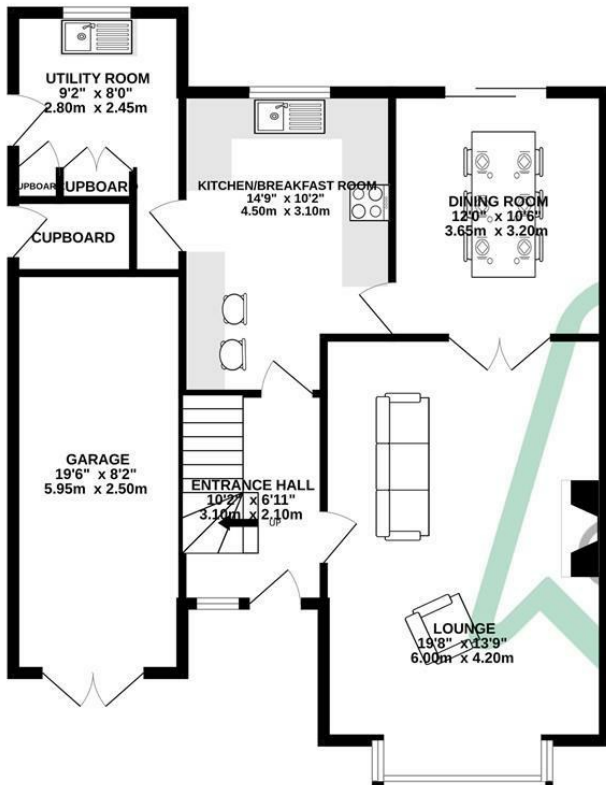 UTILITY ROOM
9'2" x 8'0"
2.80m x 2.45m
CUPBOARD
CUPBOARD
KITCHEN/BREAKFAST ROOM
14'9" x 10'2"
4.50m x 3.10m
DINING ROOM
12'0" x 10'6"
3.65m x 3.20m
CUPBOARD
GARAGE
19'6" x 8'2"
5.95m x 2.50m
ENTRANCE HALL
10'2" x 6'11"
3.10m x 2.10m
UP
LOUNGE
19'8" x 13'9"
6.00m x 4.20m